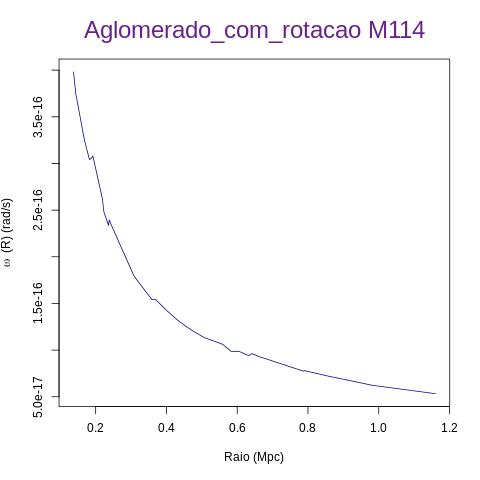 Aglomerado_com_rotacao M114
ω (R) (rad/s)
3.5e-16
2.5e-16
1.5e-16
5.0e-17
0.2 0.4 0.6 0.8 1.0 1.2
Raio (Mpc)